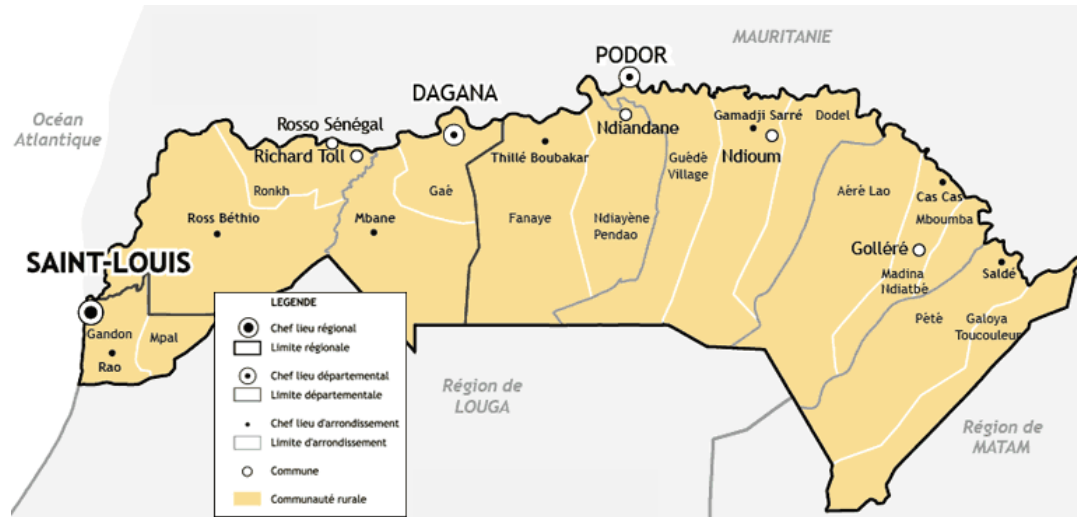 MAURITANIE
PODOR
DAGANA
Océan
Atlantique
Rosso Sénégal
Richard Toll
Ndiandane
Gamadji Sarré
Dodel
Ndioum
Thillé Boubakar
Guédé
Village
Ronkh
Gaé
Aéré Lao
Cas Cas
Mboumba
Ross Béthio
Mbane
Fanaye
Ndiayène
Pendao
Golléré
SAINT-LOUIS
Madina
Ndiatbé
Saldé
Gandon
Mpal
Rao
Pété
Galoya
Toucouleur
LEGENDE
Chef lieu régional
Limite régionale
Chef lieu départemental
Limite départementale
Chef lieu d'arrondissement
Limite d'arrondissement
Commune
Communauté rurale
Région de
LOUGA
Région de
MATAM